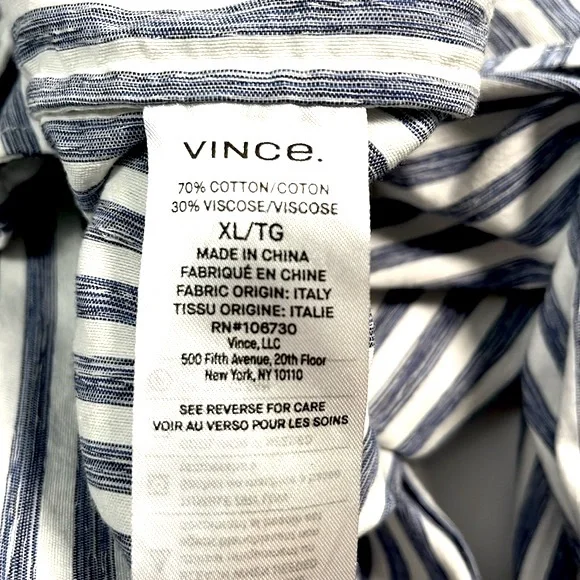 VINCE.
70% COTTON/COTON
30% VISCOSE/VISCOSE
XL/TG
MADE IN CHINA
FABRIQUÉ EN CHINE
FABRIC ORIGIN: ITALY
TISSU ORIGINE: ITALIE
RN#106730
Vince, LLC
500 Fifth Avenue, 20th Floor
New York, NY 10110
SEE REVERSE FOR CARE
VOIR AU VERSO POUR LES SOINS